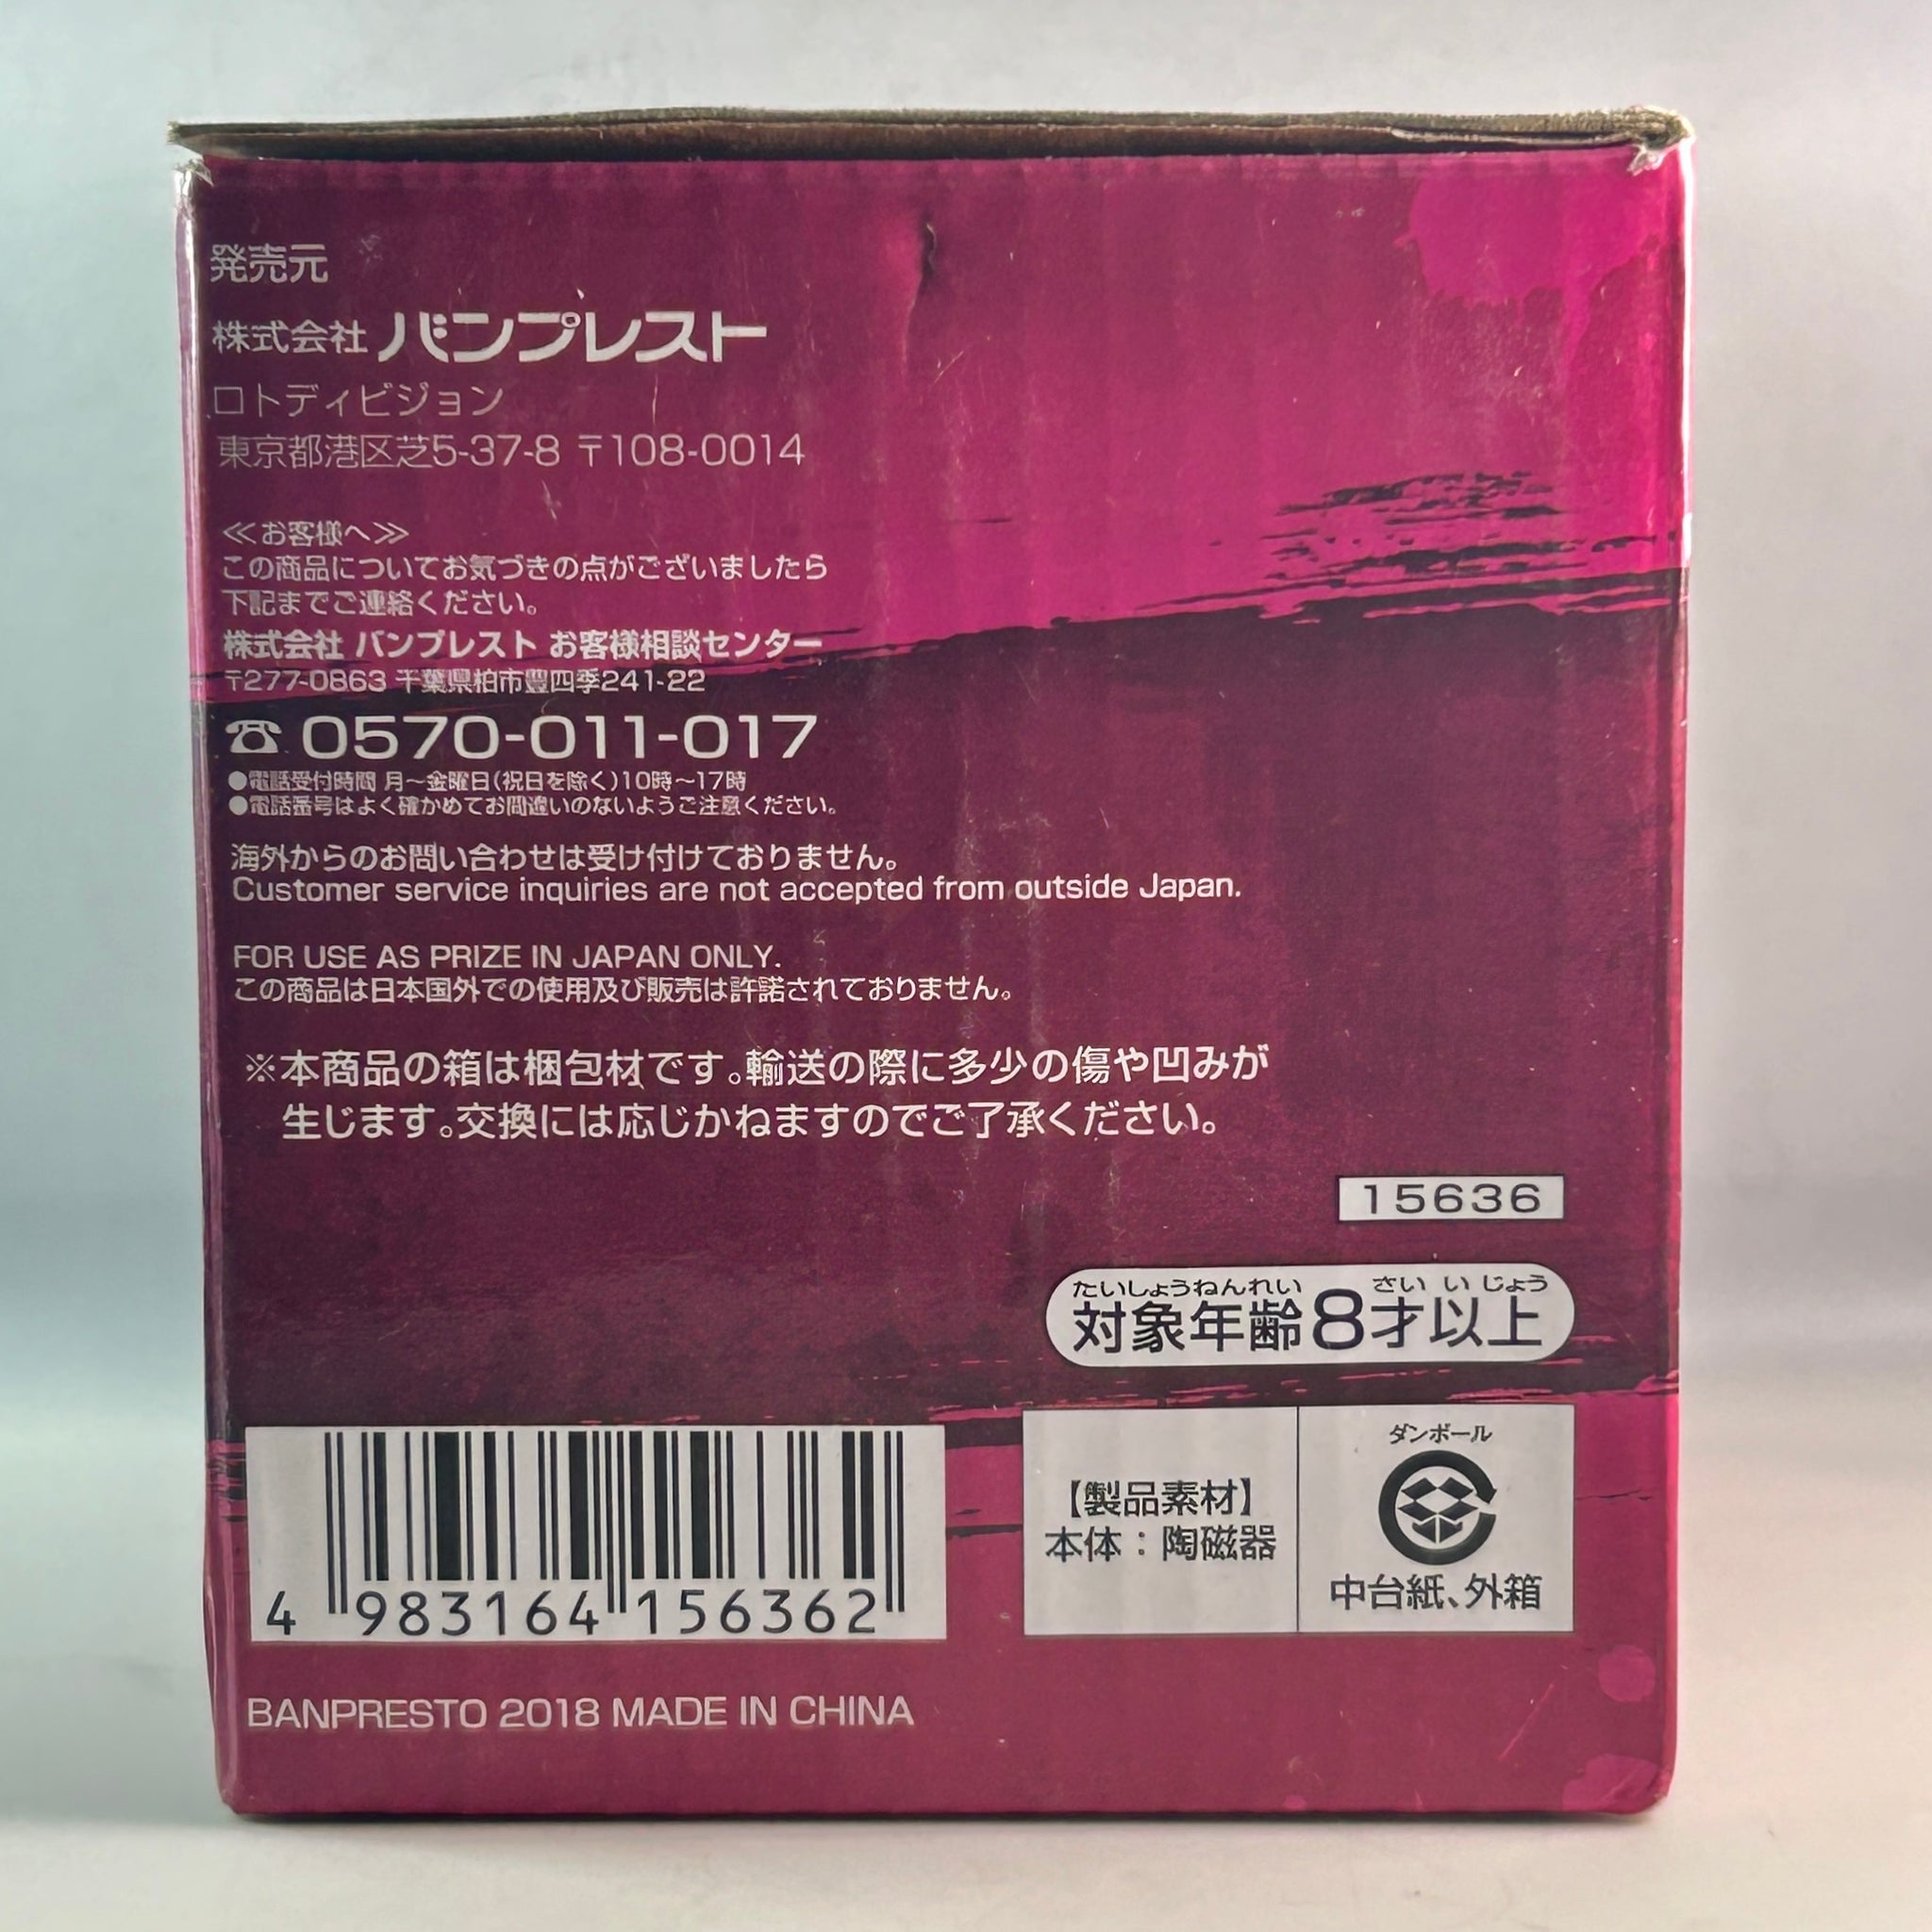 発売元
株式会社バンプレスト
ロトディビジョン
東京都港区芝5-37-8 〒108-0014
≪お客様へ≫
この商品についてお気づきの点がございましたら
下記までご連絡ください。
株式会社 バンプレスト お客様相談センター
〒277-0863 千葉県柏市豊四季241-22
☎ 0570-011-017
●電話受付時間 月～金曜日(祝日を除く)10時～17時
●電話番号はよく確かめてお間違いのないようご注意ください。
海外からのお問い合わせは受け付けておりません。
Customer service inquiries are not accepted from outside Japan.
FOR USE AS PRIZE IN JAPAN ONLY.
この商品は日本国外での使用及び販売は許諾されておりません。
※本商品の箱は梱包材です。輸送の際に多少の傷や凹みが
生じます。交換には応じかねますのでご了承ください。
15636
たいしょうねんれい さい い じょう
対象年齢8才以上
ダンボール
【製品素材】
本体：陶磁器
中台紙、外箱
4 983164 156362
BANPRESTO 2018 MADE IN CHINA